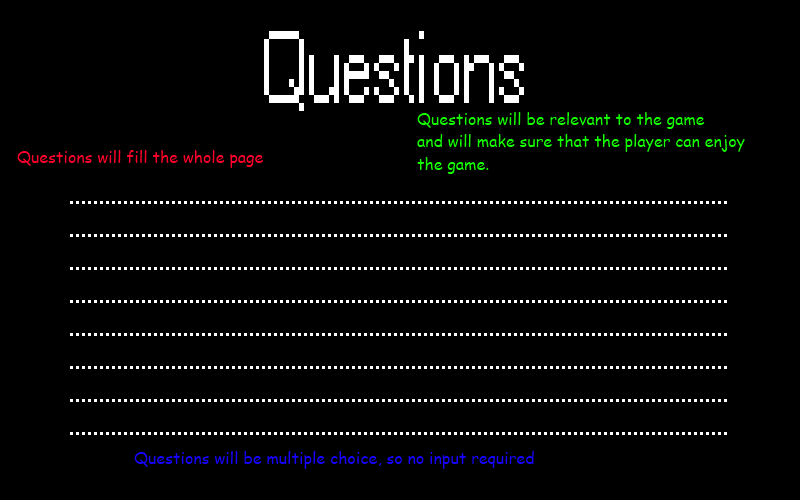 Questions
Questions will be relevant to the game
and will make sure that the player can enjoy
the game.
Questions will fill the whole page
Questions will be multiple choice, so no input required